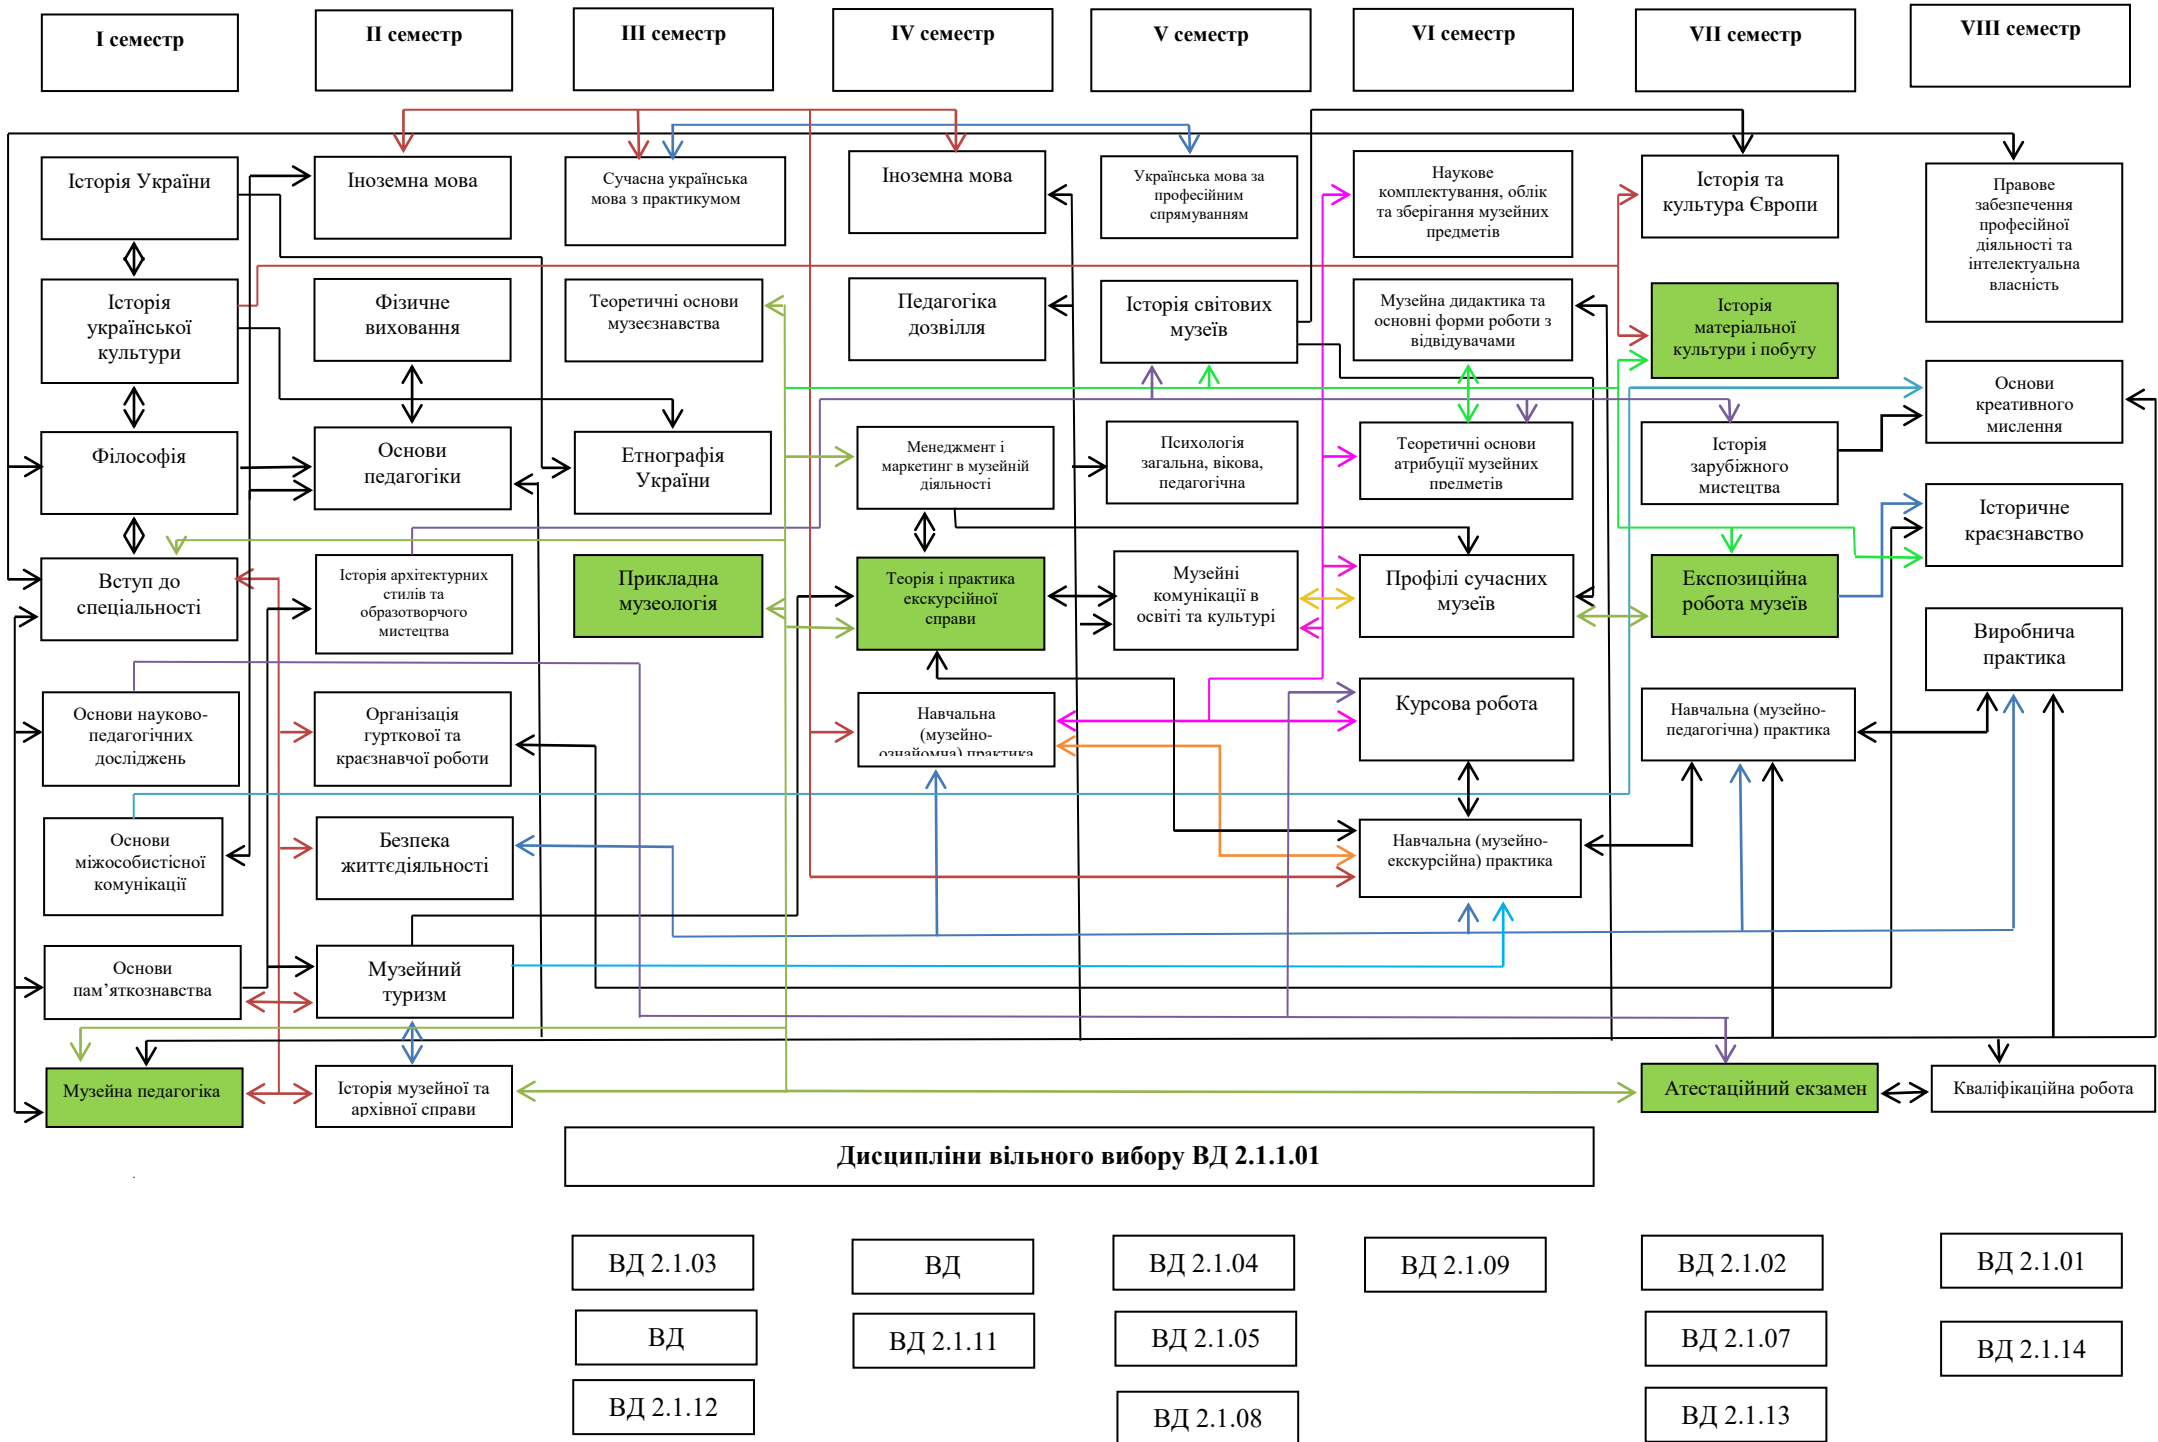 I семестр
II семестр
III семестр
IV семестр
V семестр
VI семестр
VII семестр
VIII семестр
Історія України
Іноземна мова
Сучасна українська
мова з практикумом
Іноземна мова
Українська мова за
професійним
спрямуванням
Наукове
комплектування, облік
та зберігання музейних
предметів
Історія та
культура Європи
Правове
забезпечення
професійної
діяльності та
інтелектуальна
власність
Історія
української
культури
Фізичне
виховання
Теоретичні основи
музеєзнавства
Педагогіка
дозвілля
Історія світових
музеїв
Музейна дидактика та
основні форми роботи з
відвідувачами
Історія
матеріальної
культури і побуту
Основи
креативного
мислення
Філософія
Основи
педагогіки
Етнографія
України
Менеджмент і
маркетинг в музейній
діяльності
Психологія
загальна, вікова,
педагогічна
Теоретичні основи
атрибуції музейних
предметів
Історія
зарубіжного
мистецтва
Історичне
краєзнавство
Вступ до
спеціальності
Історія архітектурних
стилів та
образотворчого
мистецтва
Прикладна
музеологія
Теорія і практика
екскурсійної
справи
Музейні
комунікації в
освіті та культурі
Профілі сучасних
музеїв
Експозиційна
робота музеїв
Виробнича
практика
Основи науково-
педагогічних
досліджень
Організація
гурткової та
краєзнавчої роботи
Навчальна
(музейно-
ознайомча) практика
Курсова робота
Навчальна (музейно-
педагогічна) практика
Основи
міжособистісної
комунікації
Безпека
життєдіяльності
Навчальна (музейно-
екскурсійна) практика
Основи
пам’яткознавства
Музейний
туризм
Музейна педагогіка
Історія музейної та
архівної справи
Атестаційний екзамен
Кваліфікаційна робота
Дисципліни вільного вибору ВД 2.1.1.01
ВД 2.1.03
ВД
ВД 2.1.04
ВД 2.1.09
ВД 2.1.02
ВД 2.1.01
ВД
ВД 2.1.11
ВД 2.1.05
ВД 2.1.07
ВД 2.1.14
ВД 2.1.12
ВД 2.1.08
ВД 2.1.13